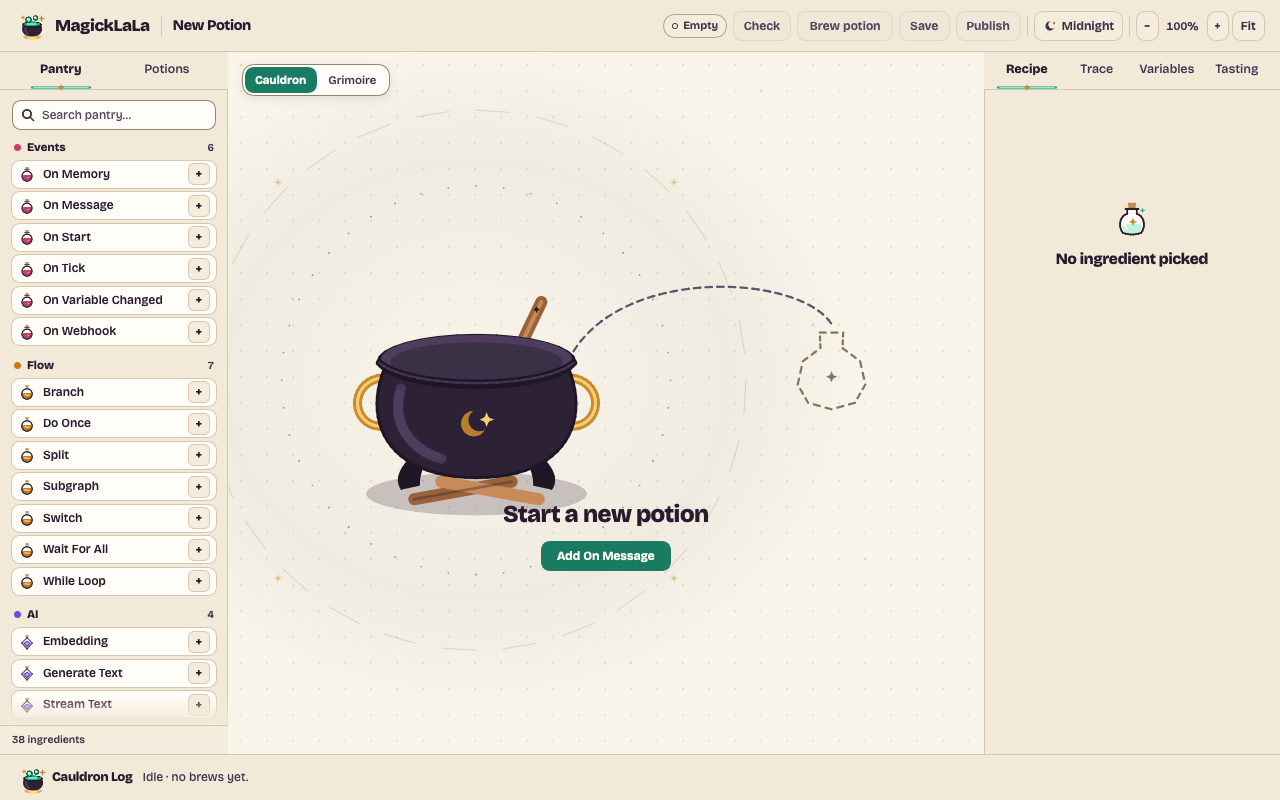 MagickLaLa
New Potion
Empty
Check
Brew potion
Save
Publish
Midnight
−
100%
+
Fit
Pantry
Potions
Search pantry...
Events 6
On Memory +
On Message +
On Start +
On Tick +
On Variable Changed +
On Webhook +
Flow 7
Branch +
Do Once +
Split +
Subgraph +
Switch +
Wait For All +
While Loop +
AI 4
Embedding +
Generate Text +
Stream Text +
38 ingredients
Cauldron
Grimoire
Start a new potion
Add On Message
Recipe
Trace
Variables
Tasting
No ingredient picked
Cauldron Log
Idle · no brews yet.